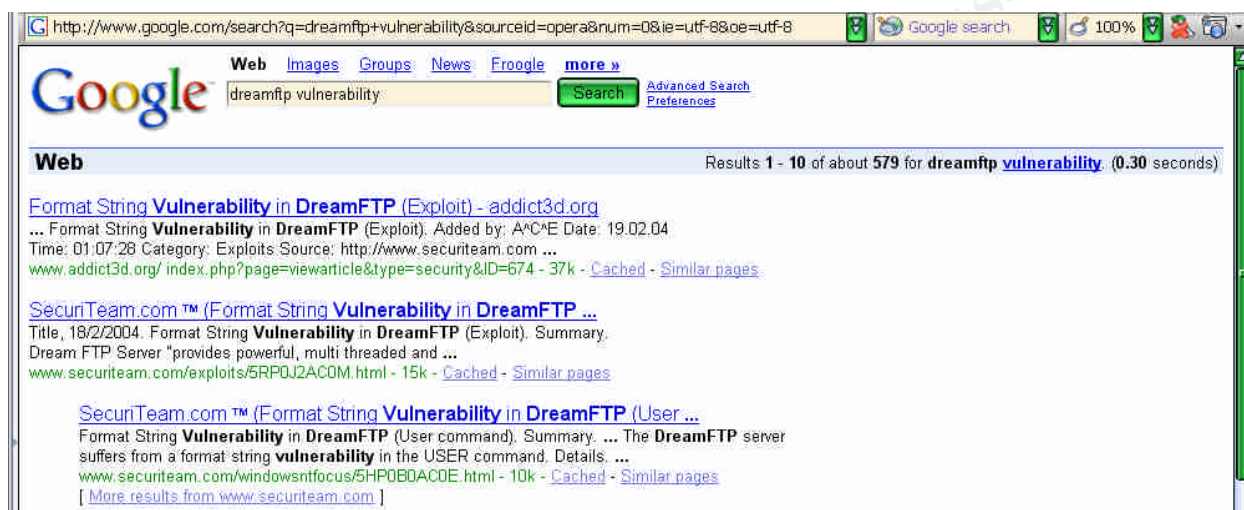 http://www.google.com/search?q=dreamftp+vulnerability&sourceid=opera&num=0&ie=utf-8&oe=utf-8 Google search 100%
Google Web Images Groups News Froogle more »
dreamftp vulnerability Search Advanced Search
Preferences
Web Results 1 - 10 of about 579 for dreamftp vulnerability. (0.30 seconds)
Format String Vulnerability in DreamFTP (Exploit) - addict3d.org
... Format String Vulnerability in DreamFTP (Exploit). Added by: A^C^E Date: 19.02.04
Time: 01:07:28 Category: Exploits Source: http://www.securiteam.com ...
www.addict3d.org/ index.php?page=viewarticle&type=security&ID=674 - 37k - Cached - Similar pages
SecuriTeam.com ™ (Format String Vulnerability in DreamFTP ...
Title, 18/2/2004. Format String Vulnerability in DreamFTP (Exploit). Summary.
Dream FTP Server "provides powerful, multi threaded and ...
www.securiteam.com/exploits/5RP0J2AC0M.html - 15k - Cached - Similar pages
SecuriTeam.com ™ (Format String Vulnerability in DreamFTP (User ...
Format String Vulnerability in DreamFTP (User command). Summary. ... The DreamFTP server
suffers from a format string vulnerability in the USER command. Details. ...
www.securiteam.com/windowsntfocus/5HP0B0AC0E.html - 10k - Cached - Similar pages
[ More results from www.securiteam.com ]